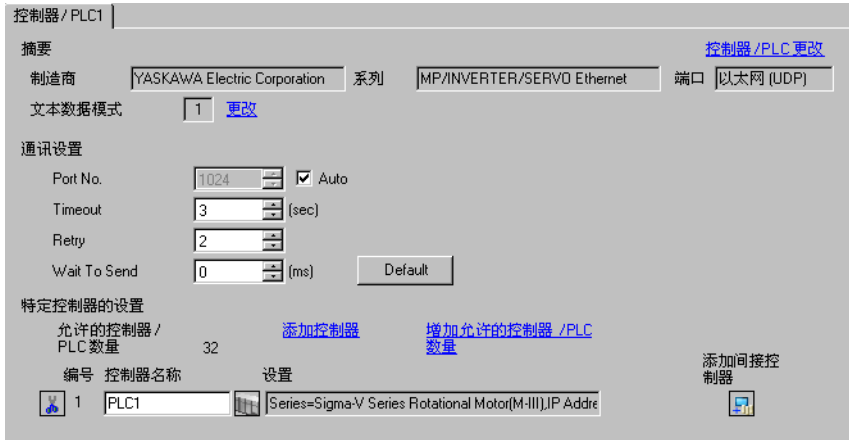 控制器/PLC1
摘要
控制器/PLC更改
制造商 YASKAWA Electric Corporation 系列 MP/INVERTER/SERVO Ethernet 端口 以太网 (UDP)
文本数据模式 1 更改
通讯设置
Port No. 1024 Auto
Timeout 3 (sec)
Retry 2
Wait To Send 0 (ms) Default
特定控制器的设置
允许的控制器/
PLC数量 32
添加控制器
增加允许的控制器 /PLC
数量
编号 控制器名称 设置
添加间接控
制器
1 PLC1 Series=Sigma-V Series Rotational Motor(M-III),IP Addre